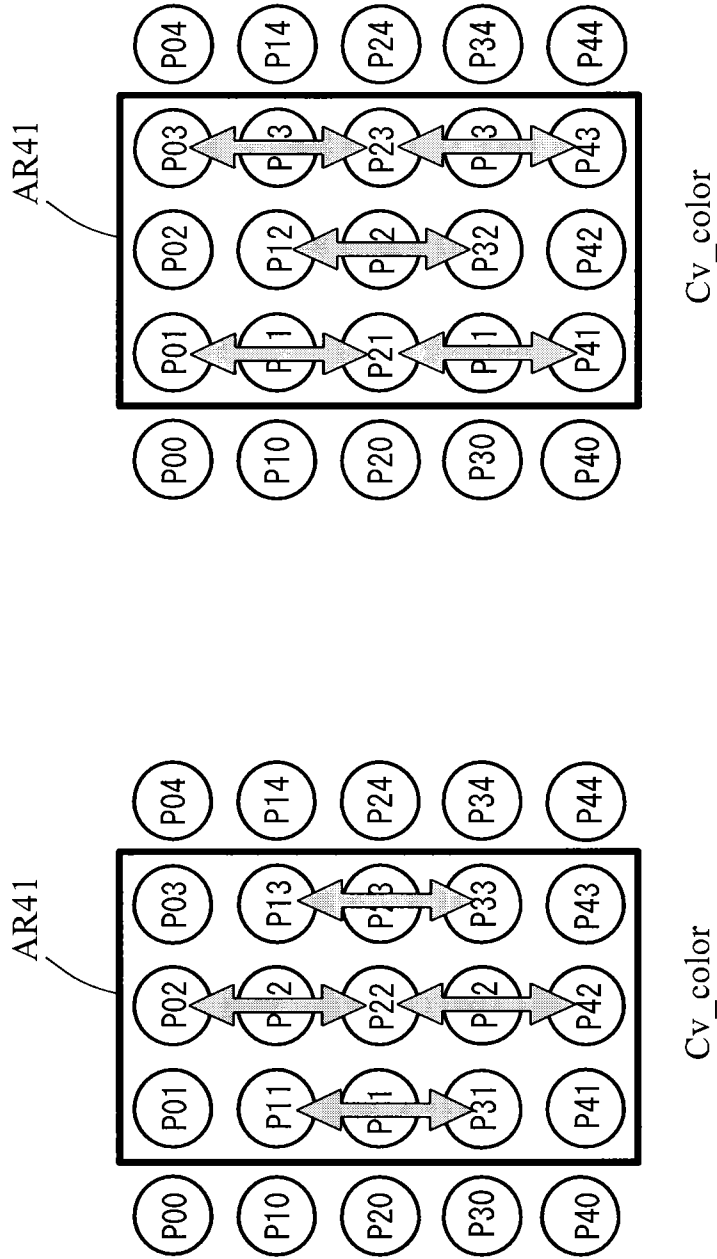 AR41
P00 P01 P02 P03 P04
P10 P11 P13 P14
P20 P22 P24
P30 P31 P33 P34
P40 P41 P42 P43 P44
Cv_color
AR41
P00 P01 P02 P03 P04
P10 P12 P14
P20 P21 P23 P24
P30 P32 P34
P40 P41 P42 P43 P44
Cv_color